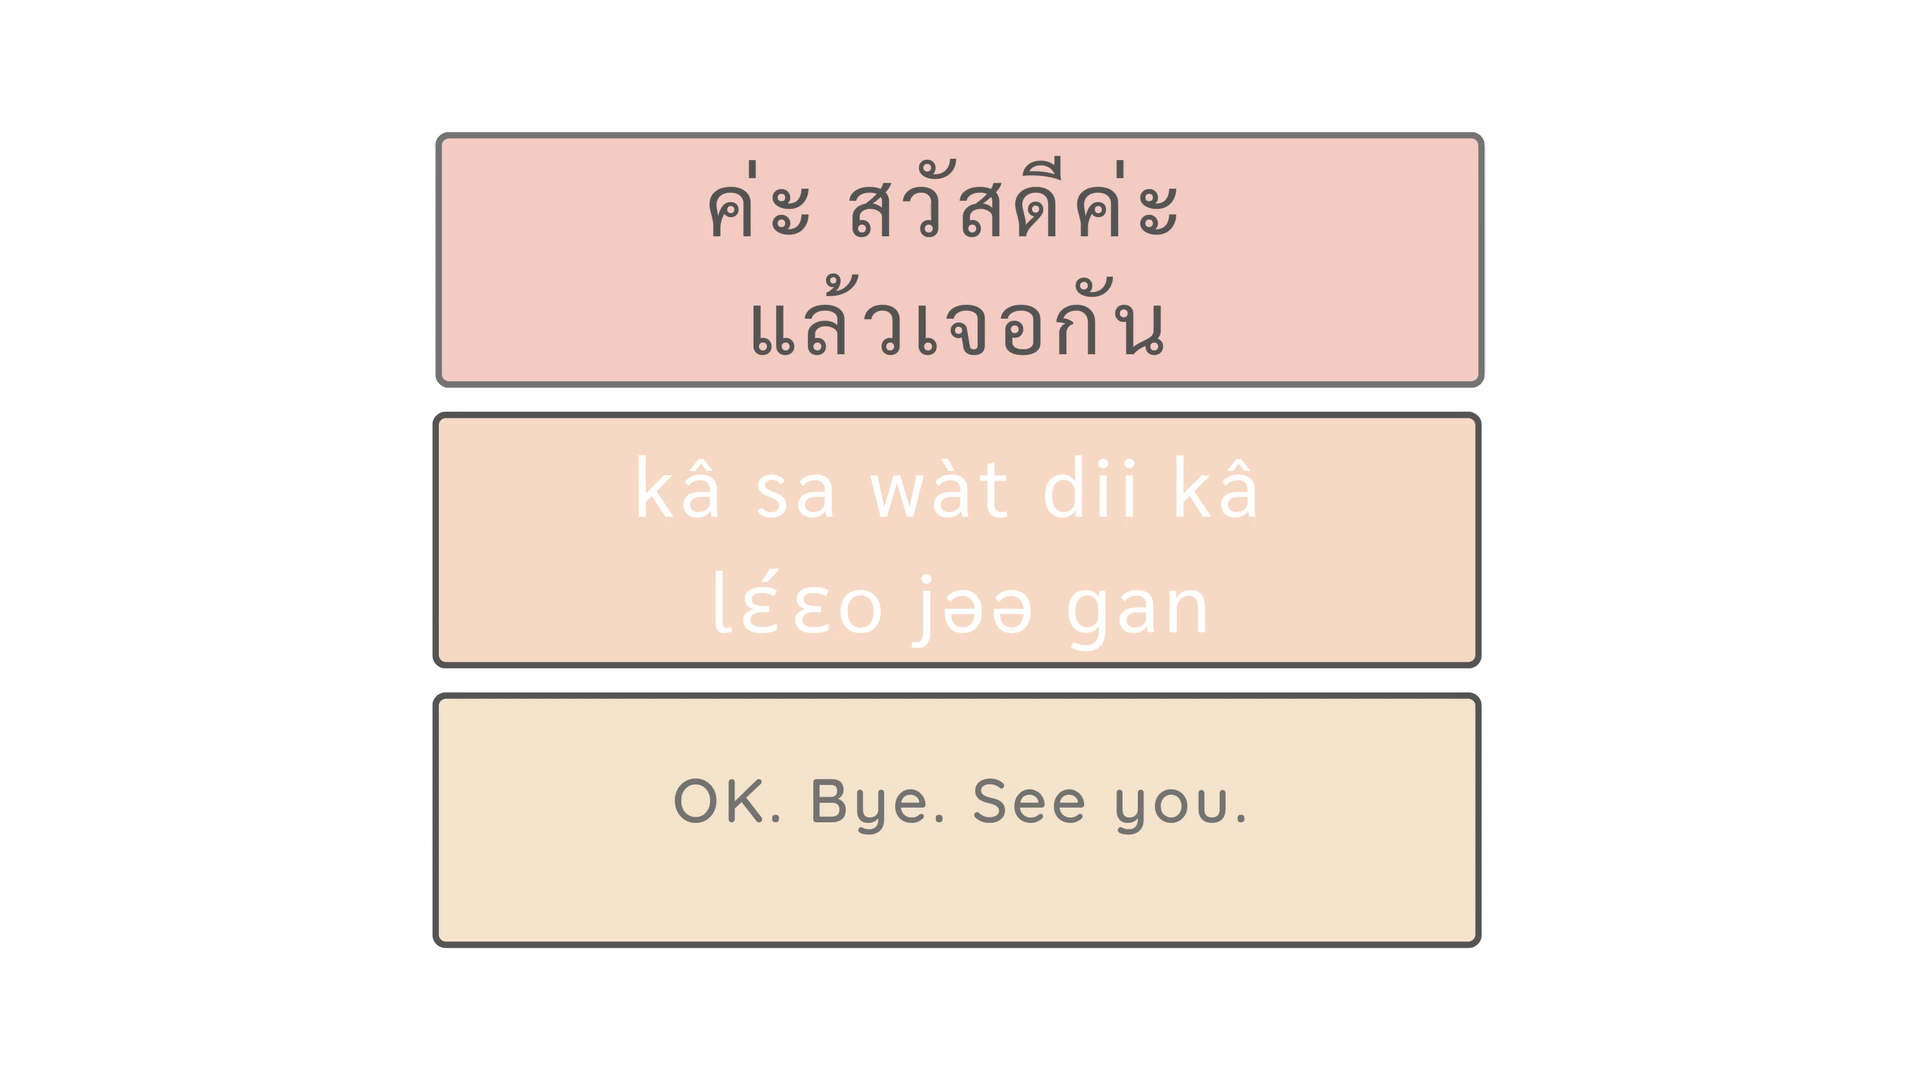 ค่ะ สวัสดีค่ะ
แล้วเจอกัน
kâ sa wàt dii kâ
lɛ́ɛo jəə gan
OK. Bye. See you.